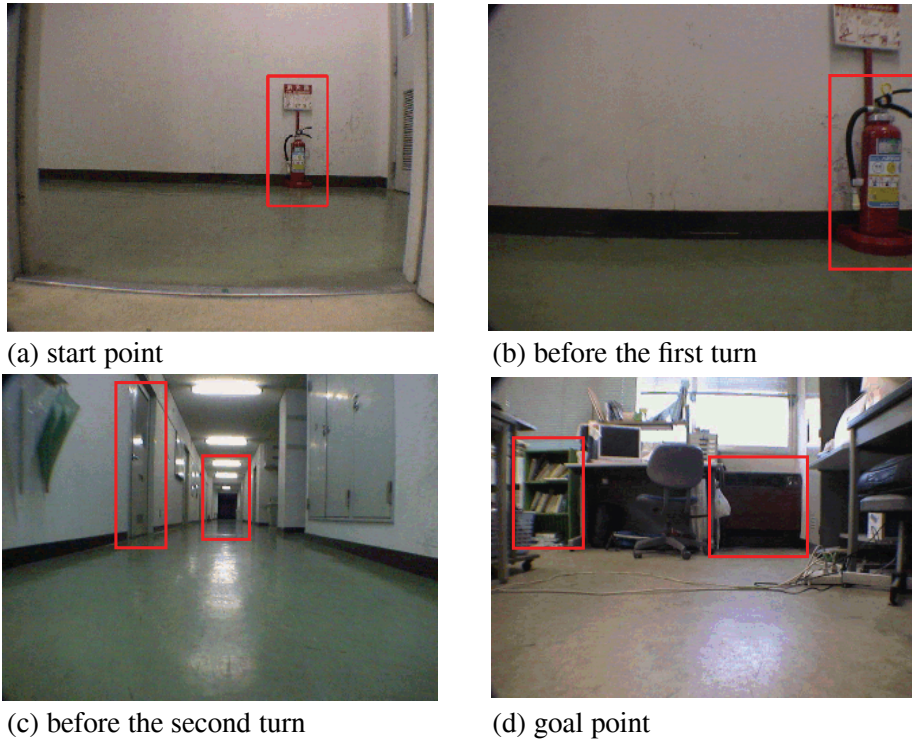 (a) start point
(b) before the first turn
(c) before the second turn
(d) goal point